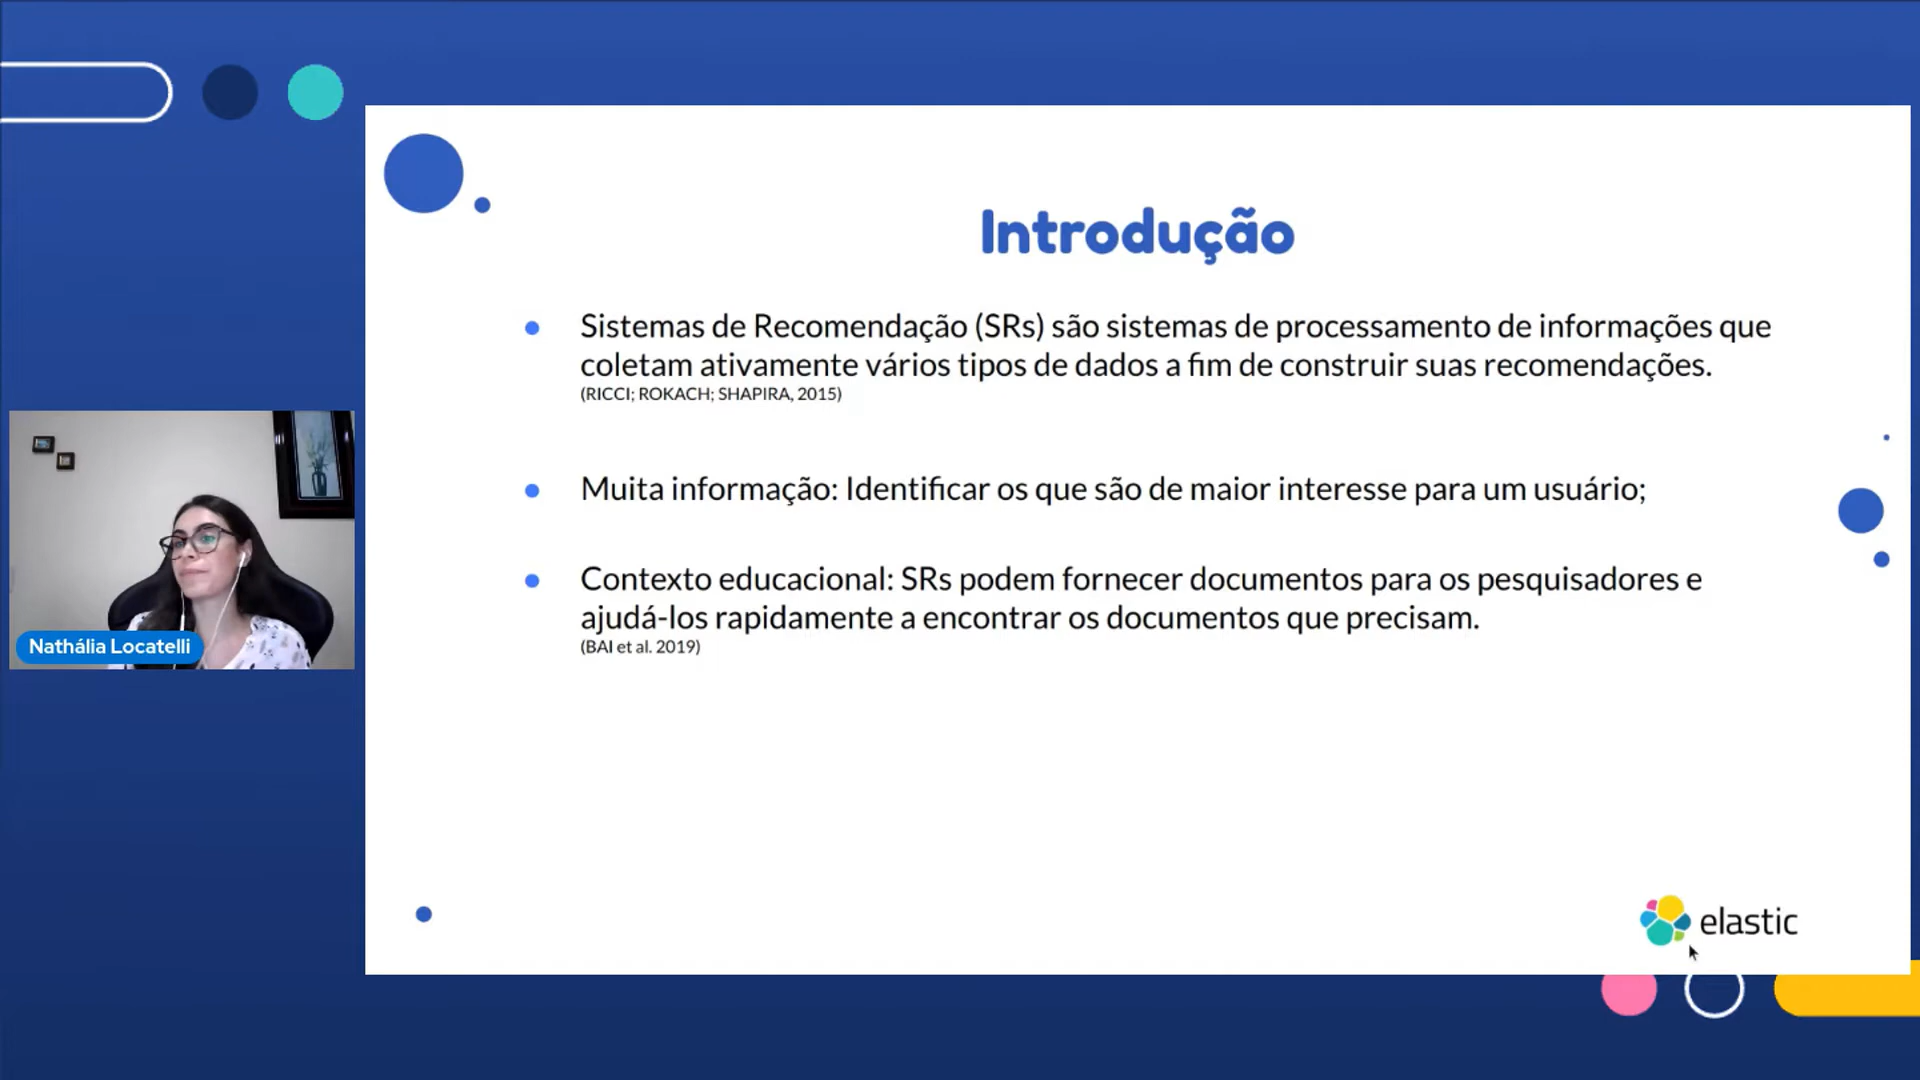 Introdução
Sistemas de Recomendação (SRs) são sistemas de processamento de informações que
coletam ativamente vários tipos de dados a fim de construir suas recomendações.
(RICCI; ROKACH; SHAPIRA, 2015)
Muita informação: Identificar os que são de maior interesse para um usuário;
Contexto educacional: SRs podem fornecer documentos para os pesquisadores e
ajudá-los rapidamente a encontrar os documentos que precisam.
(BAI et al. 2019)
Nathália Locatelli
elastic